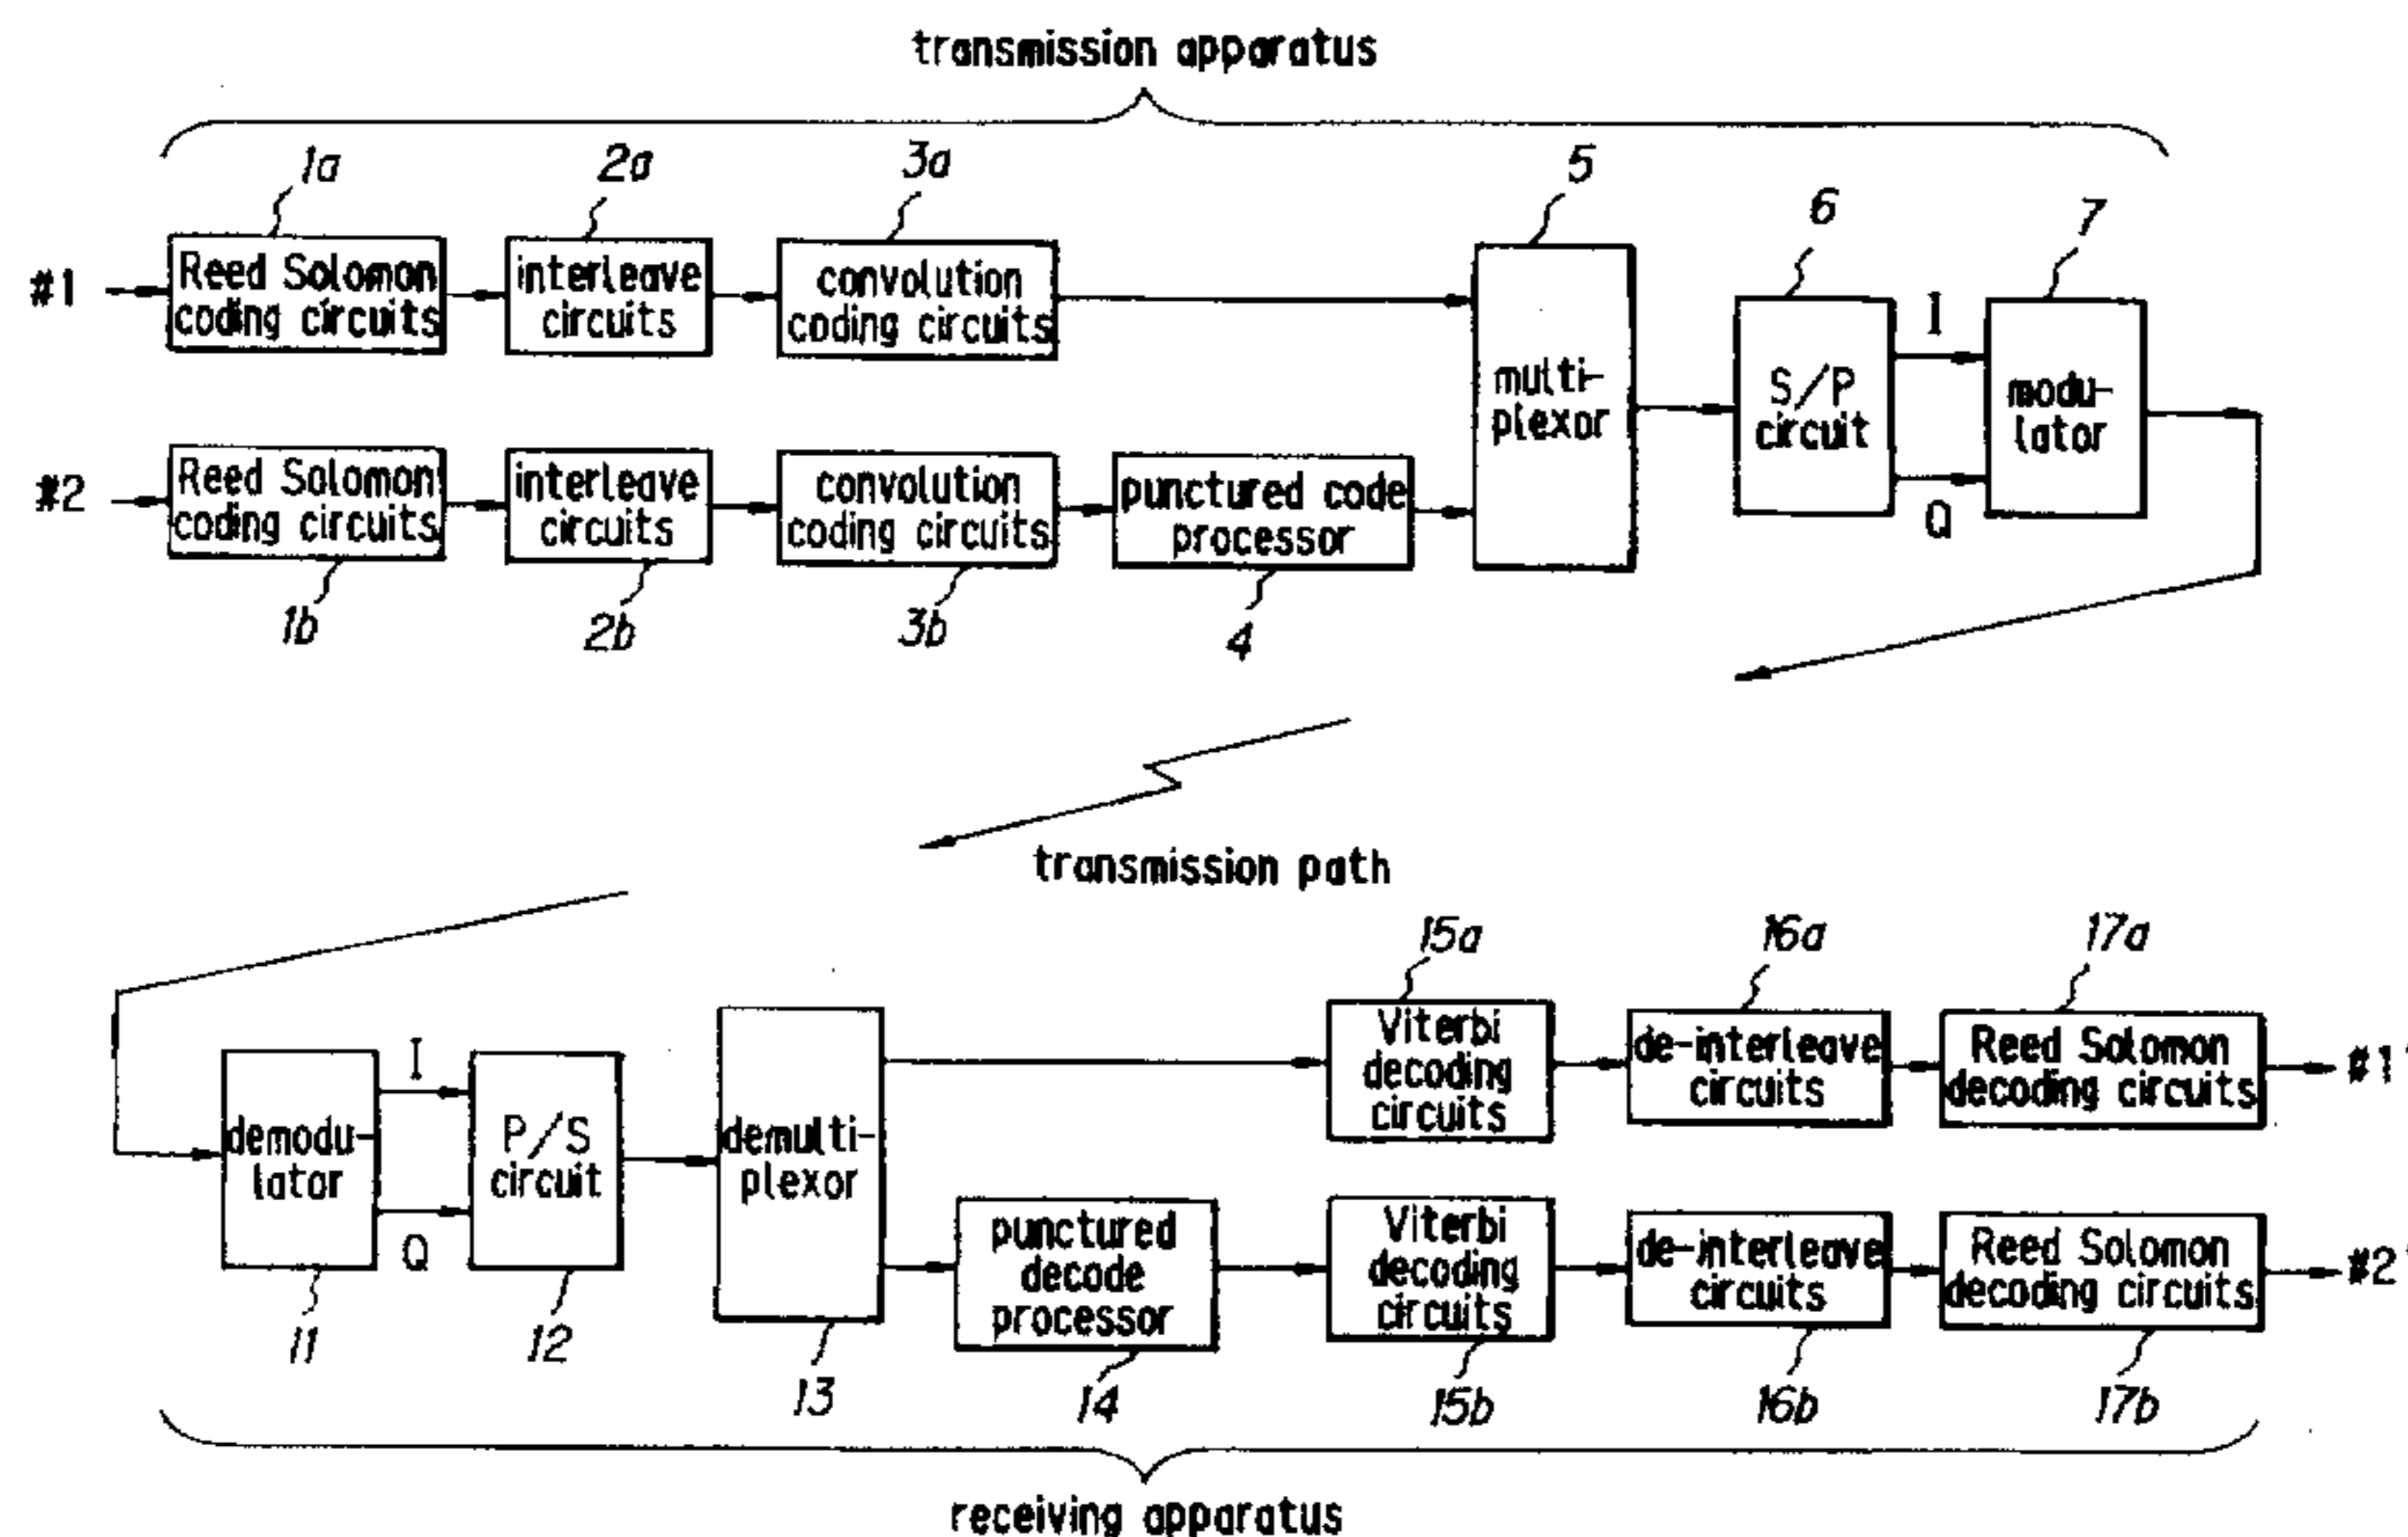 transmission apparatus
1a
2a
3a
5
6
7
#1
Reed Solomon
coding circuits
interleave
circuits
convolution
coding circuits
multi-
plexor
S/P
circuit
I
Q
modu-
lator
#2
Reed Solomon
coding circuits
interleave
circuits
convolution
coding circuits
punctured code
processor
1b
2b
3b
4
transmission path
15a
16a
17a
demodu-
lator
I
Q
P/S
circuit
demulti-
plexor
Viterbi
decoding
circuits
de-interleave
circuits
Reed Solomon
decoding circuits
#1'
punctured
decode
processor
Viterbi
decoding
circuits
de-interleave
circuits
Reed Solomon
decoding circuits
#2'
11
12
13
14
15b
16b
17b
receiving apparatus